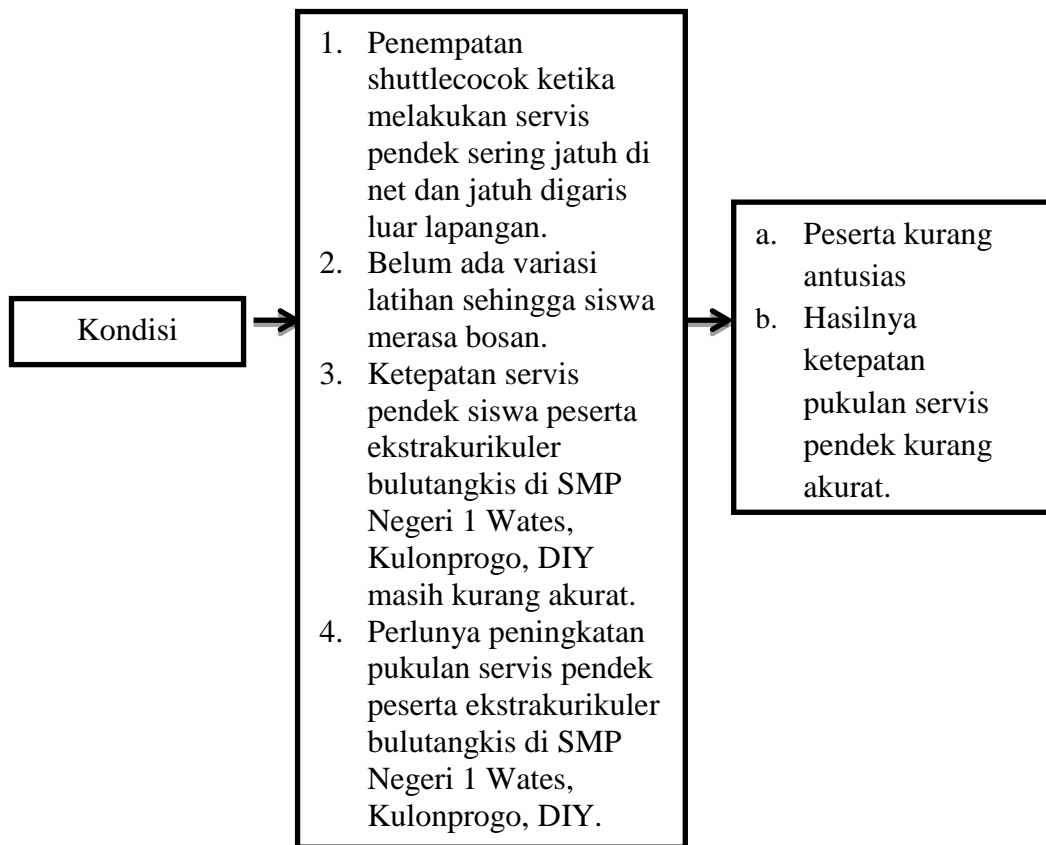 Kondisi
1. Penempatan
shuttlecocok ketika
melakukan servis
pendek sering jatuh di
net dan jatuh digaris
luar lapangan.
2. Belum ada variasi
latihan sehingga siswa
merasa bosan.
3. Ketepatan servis
pendek siswa peserta
ekstrakurikuler
bulutangkis di SMP
Negeri 1 Wates,
Kulonprogo, DIY
masih kurang akurat.
4. Perlunya peningkatan
pukulan servis pendek
peserta ekstrakurikuler
bulutangkis di SMP
Negeri 1 Wates,
Kulonprogo, DIY.
a. Peserta kurang
antusias
b. Hasilnya
ketepatan
pukulan servis
pendek kurang
akurat.